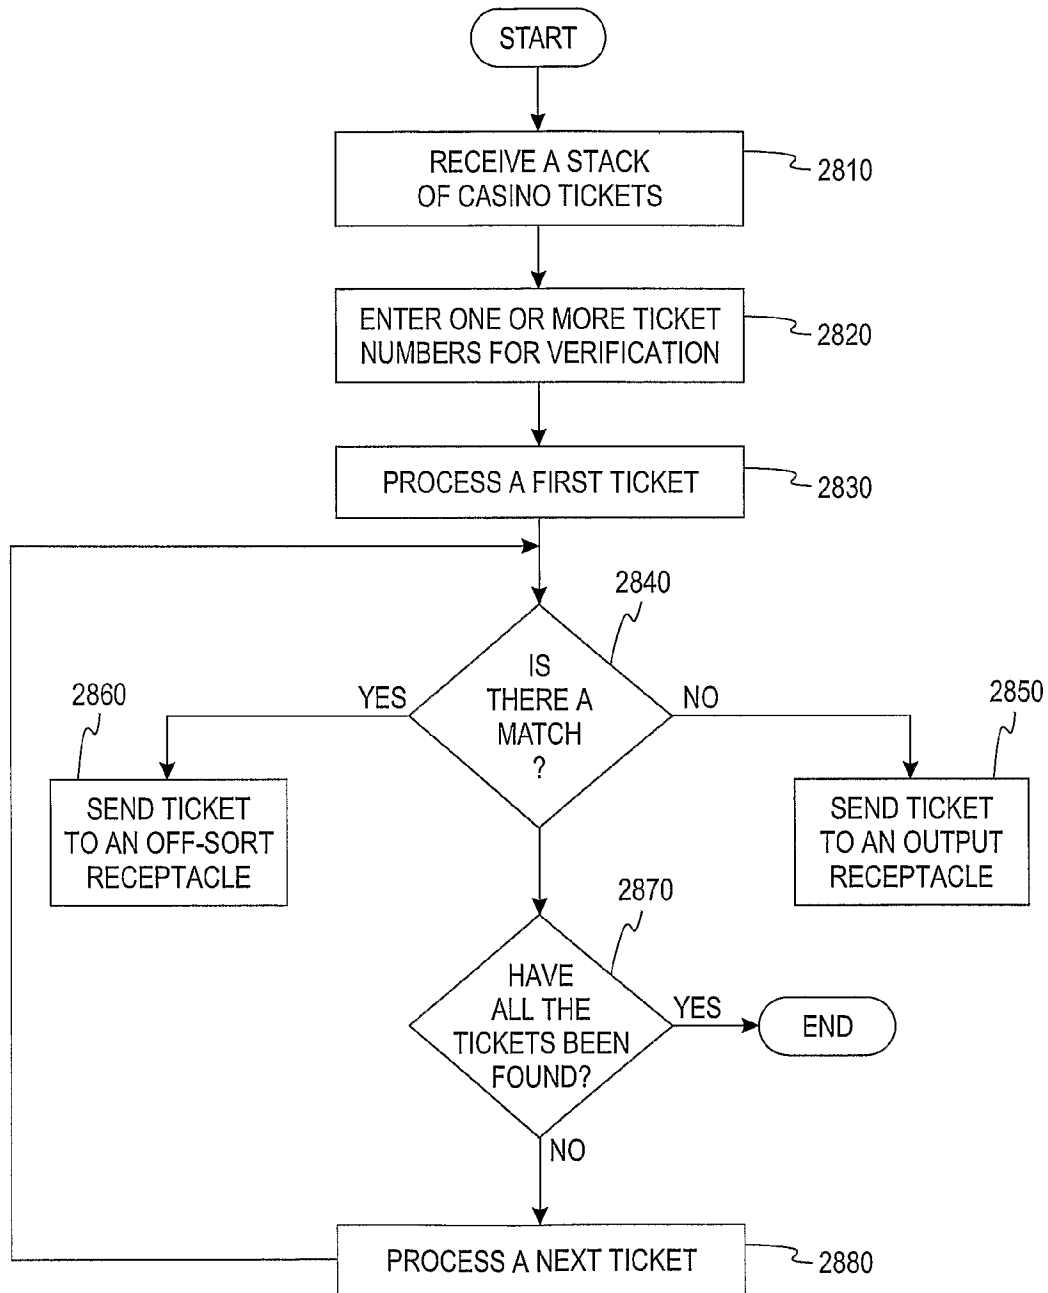 START
RECEIVE A STACK
OF CASINO TICKETS
2810
ENTER ONE OR MORE TICKET
NUMBERS FOR VERIFICATION
2820
PROCESS A FIRST TICKET
2830
2840
IS
THERE A
MATCH
?
YES
NO
2860
SEND TICKET
TO AN OFF-SORT
RECEPTACLE
2850
SEND TICKET
TO AN OUTPUT
RECEPTACLE
2870
HAVE
ALL THE
TICKETS BEEN
FOUND?
YES
END
NO
PROCESS A NEXT TICKET
2880